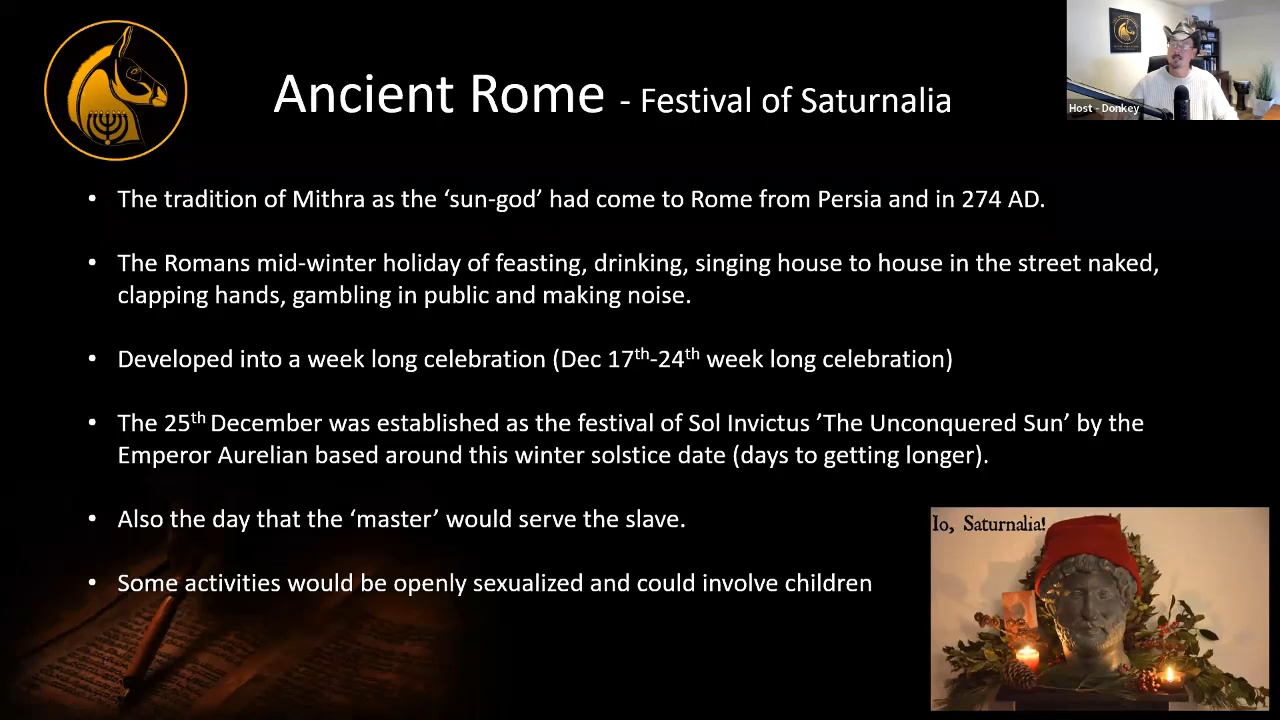 Ancient Rome - Festival of Saturnalia
Host - Donkey
• The tradition of Mithra as the ‘sun-god’ had come to Rome from Persia and in 274 AD.
• The Romans mid-winter holiday of feasting, drinking, singing house to house in the street naked,
clapping hands, gambling in public and making noise.
• Developed into a week long celebration (Dec 17th-24th week long celebration)
• The 25th December was established as the festival of Sol Invictus ’The Unconquered Sun’ by the
Emperor Aurelian based around this winter solstice date (days to getting longer).
• Also the day that the ‘master’ would serve the slave.
• Some activities would be openly sexualized and could involve children
Io, Saturnalia!